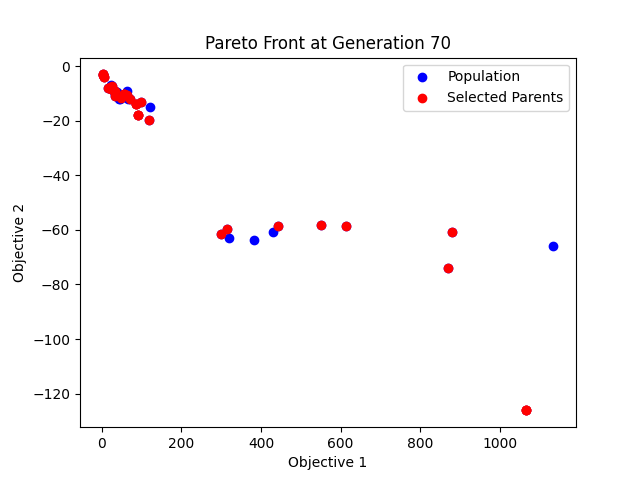 Pareto Front at Generation 70
Population
Selected Parents
0
−20
−40
−60
−80
−100
−120
Objective 2
0
200
400
600
800
1000
Objective 1